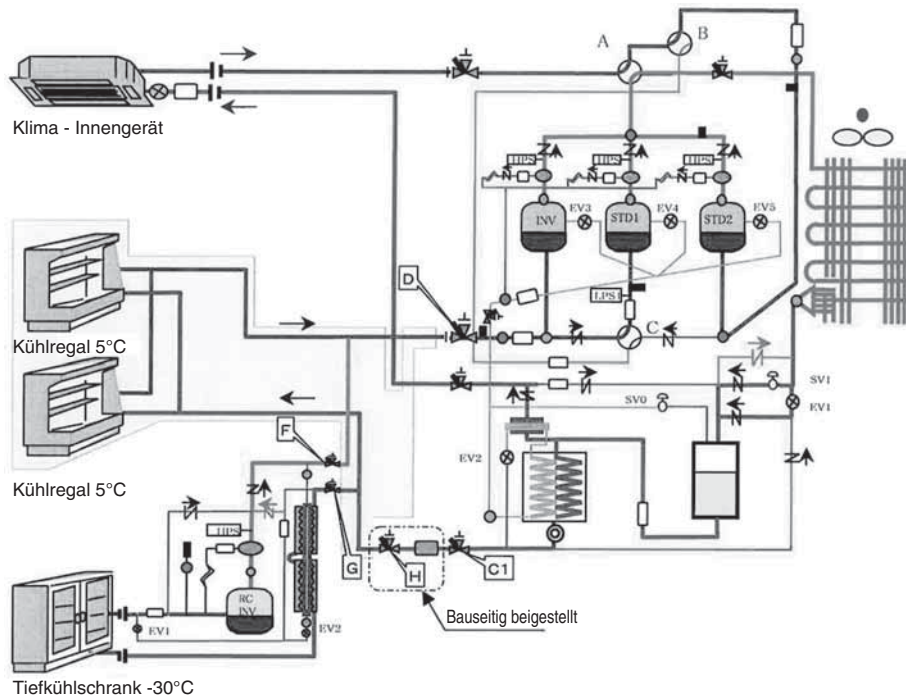 A
B
Klima - Innengerät
HPS
HPS
HPS
INV
EV3
STD1
EV4
STD2
EV5
D
LPS1
C
Kühlregal 5°C
SV1
SV0
EV1
F
EV2
Kühlregal 5°C
HPS
G
H
C1
RC
INV
EV1
EV2
Bauseitig beigestellt
Tiefkühlschrank -30°C